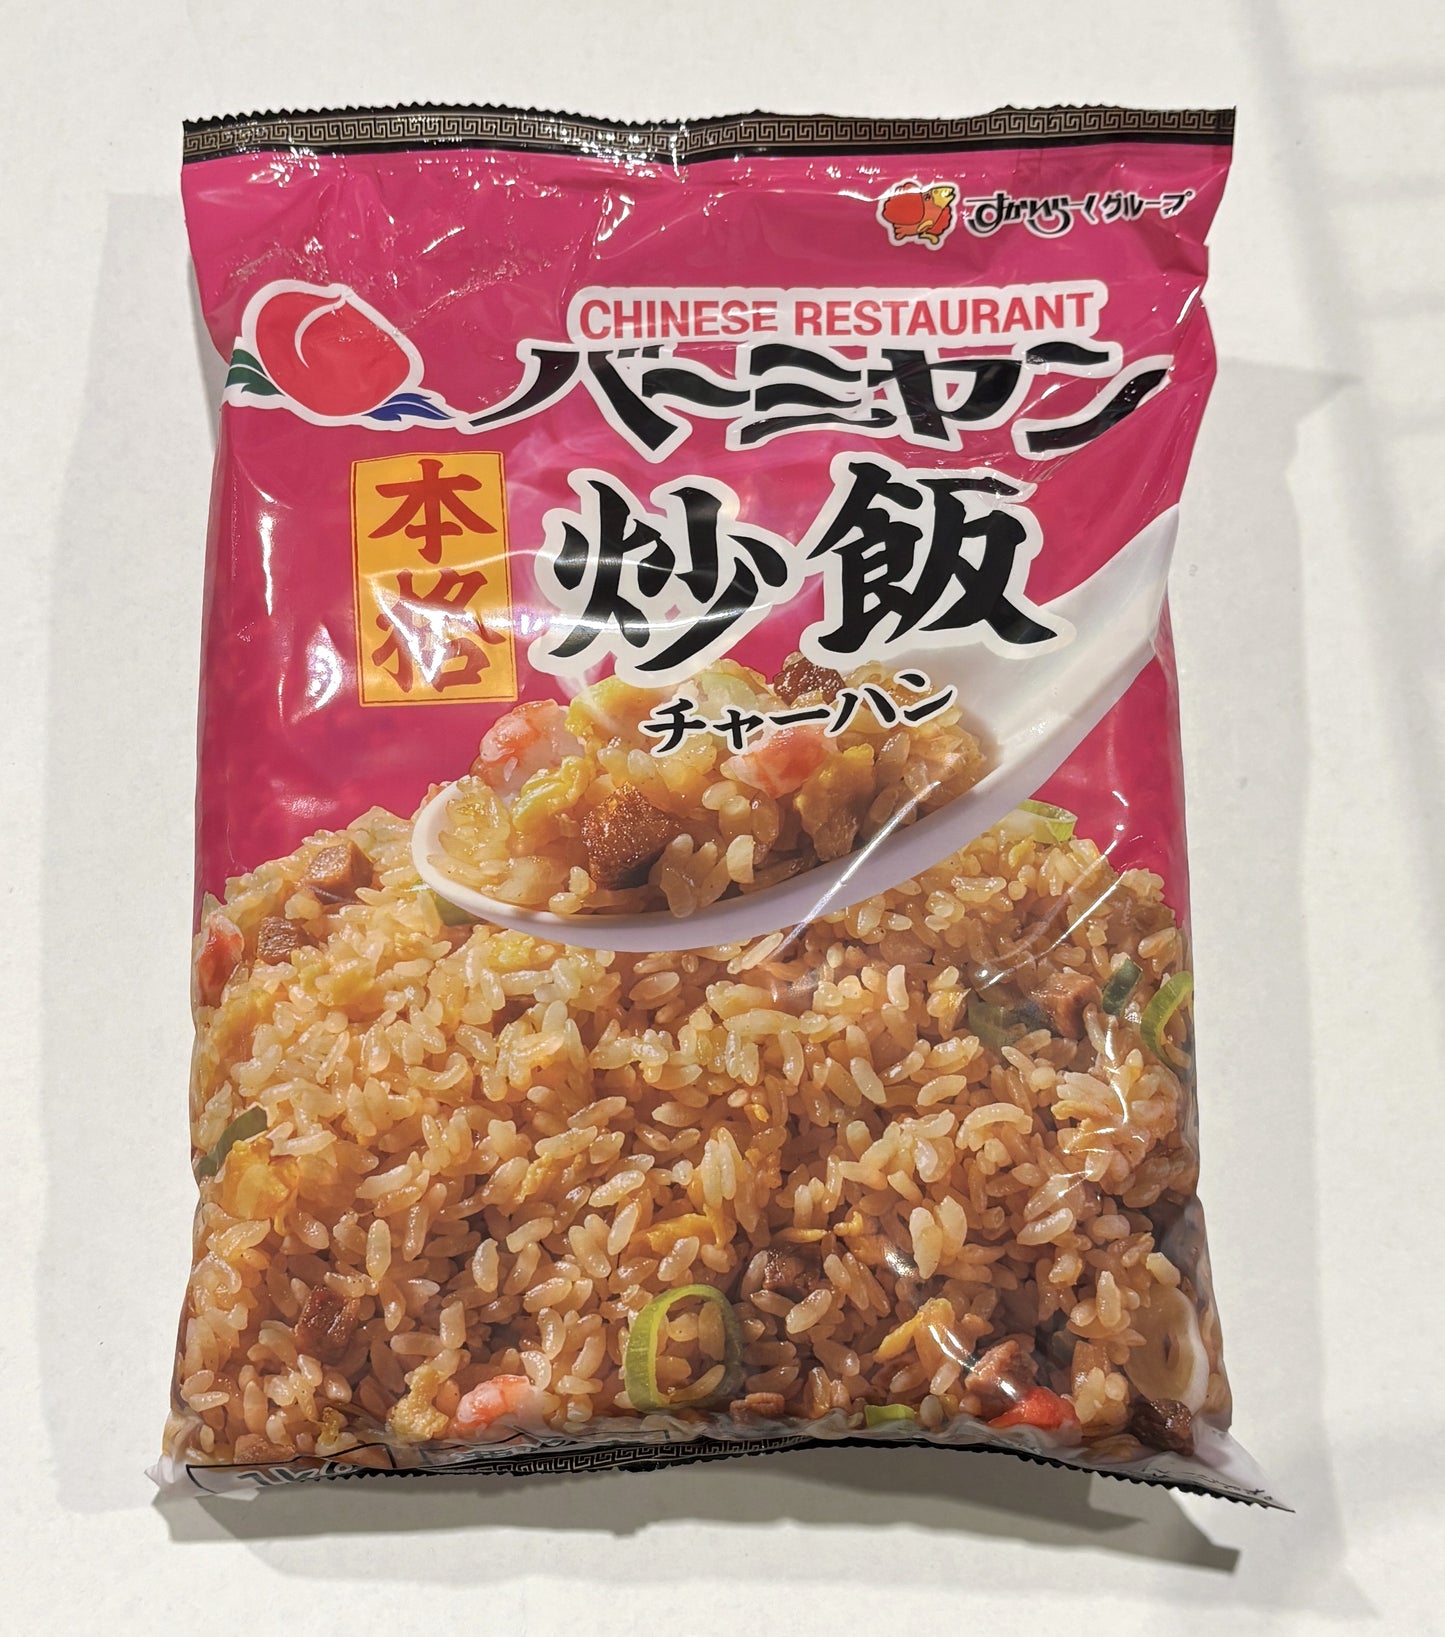 すかいらーくグループ
CHINESE RESTAURANT
バーミヤン
本格
炒飯
チャーハン